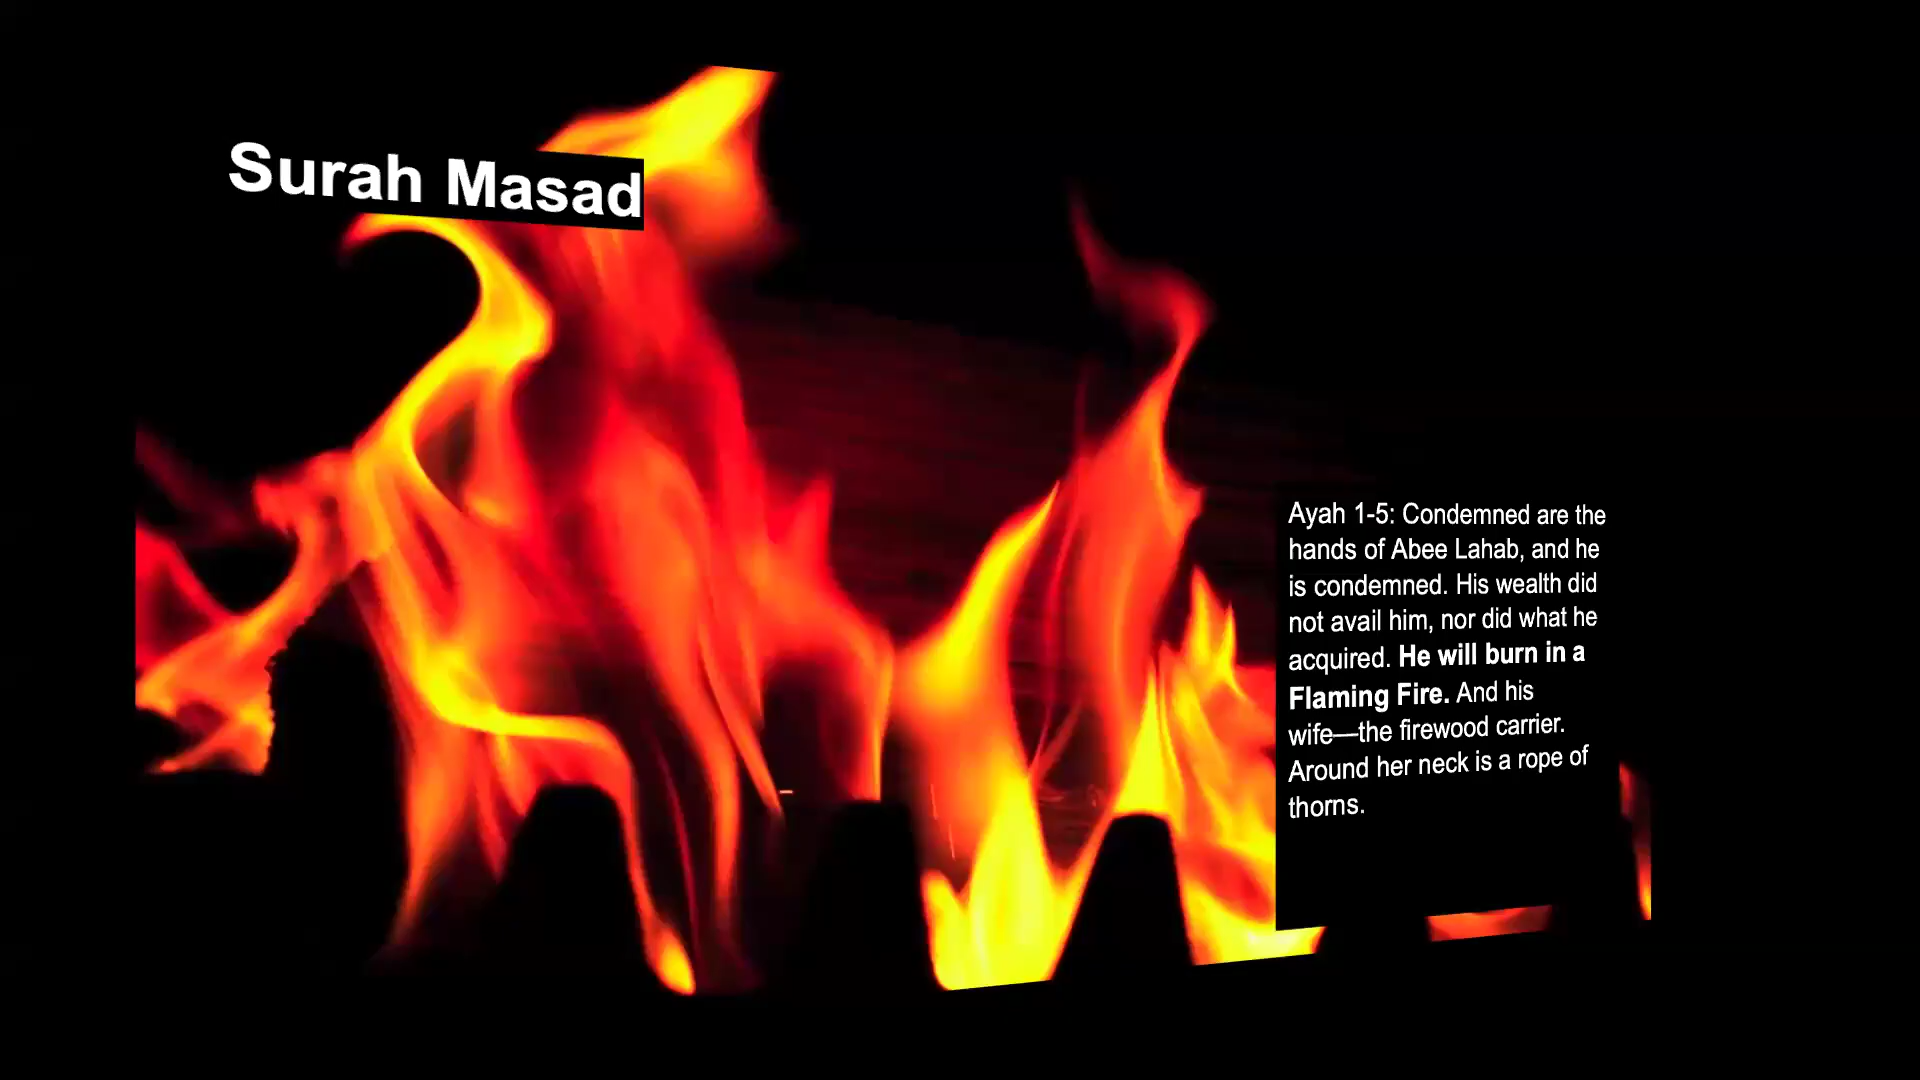 Surah Masad
Ayah 1-5: Condemned are the
hands of Abee Lahab, and he
is condemned. His wealth did
not avail him, nor did what he
acquired. He will burn in a
Flaming Fire. And his
wife—the firewood carrier.
Around her neck is a rope of
thorns.